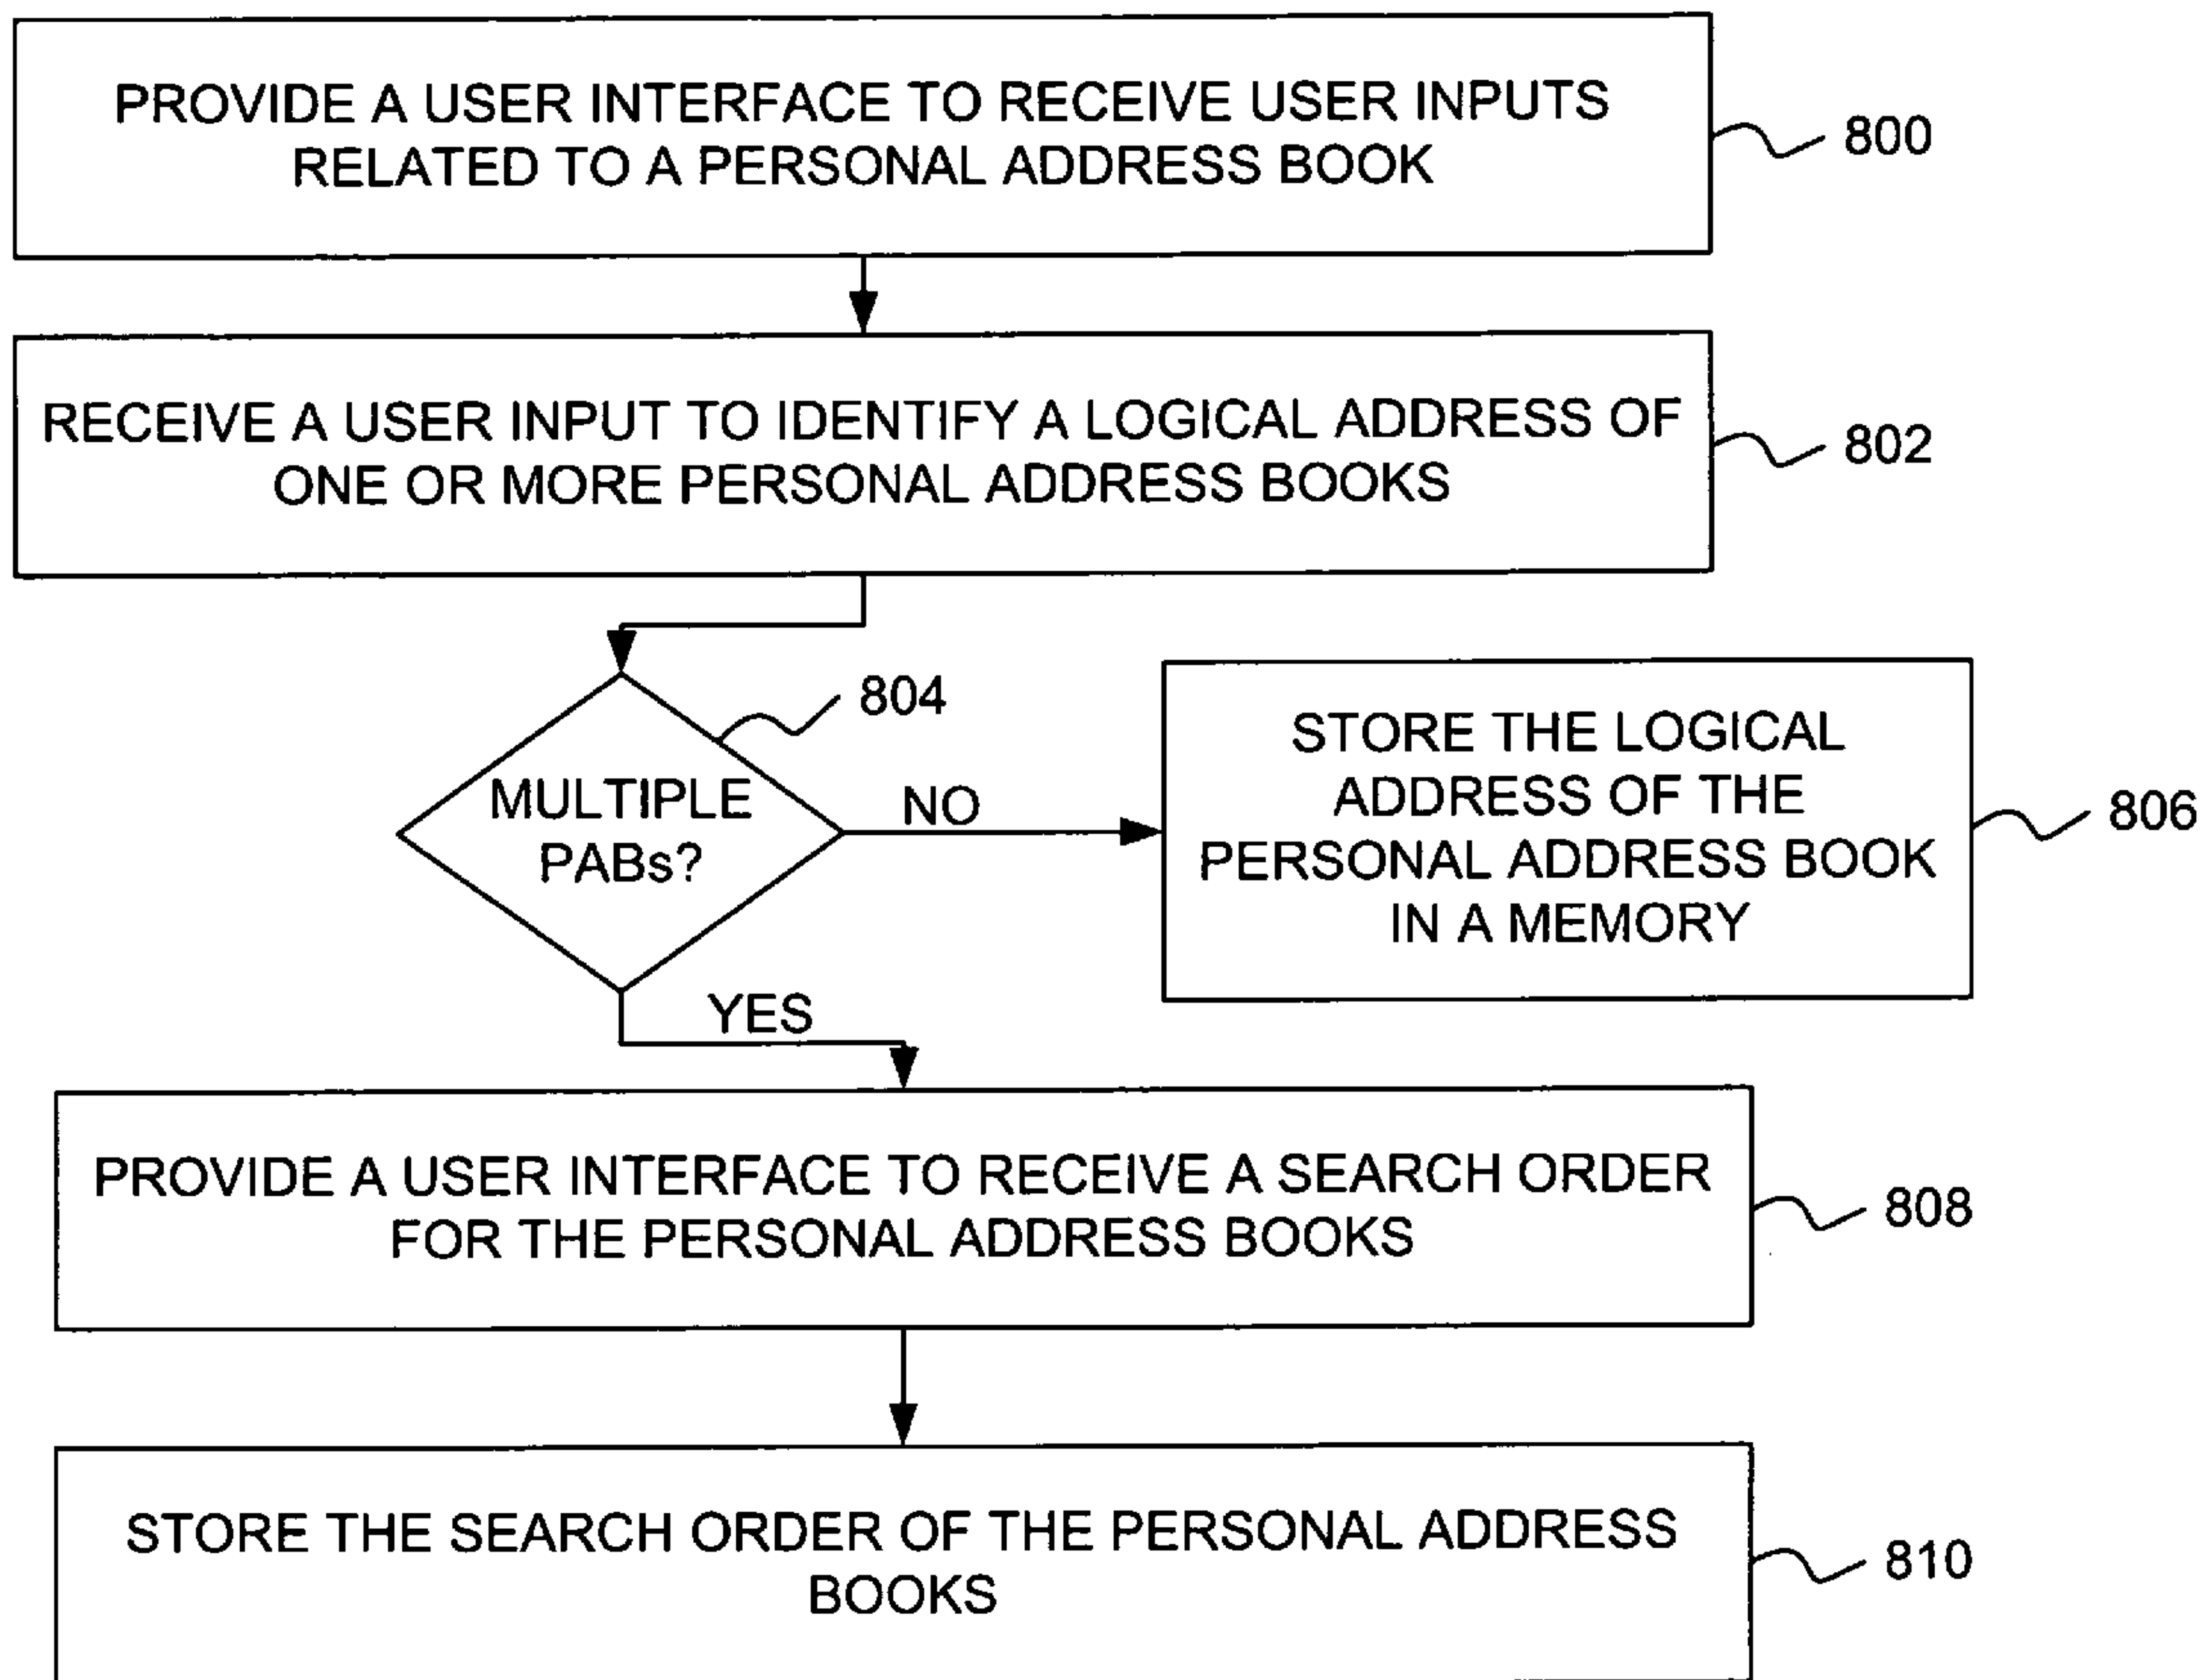 PROVIDE A USER INTERFACE TO RECEIVE USER INPUTS
RELATED TO A PERSONAL ADDRESS BOOK
800
RECEIVE A USER INPUT TO IDENTIFY A LOGICAL ADDRESS OF
ONE OR MORE PERSONAL ADDRESS BOOKS
802
804
MULTIPLE
PABs?
NO
STORE THE LOGICAL
ADDRESS OF THE
PERSONAL ADDRESS BOOK
IN A MEMORY
806
YES
PROVIDE A USER INTERFACE TO RECEIVE A SEARCH ORDER
FOR THE PERSONAL ADDRESS BOOKS
808
STORE THE SEARCH ORDER OF THE PERSONAL ADDRESS
BOOKS
810